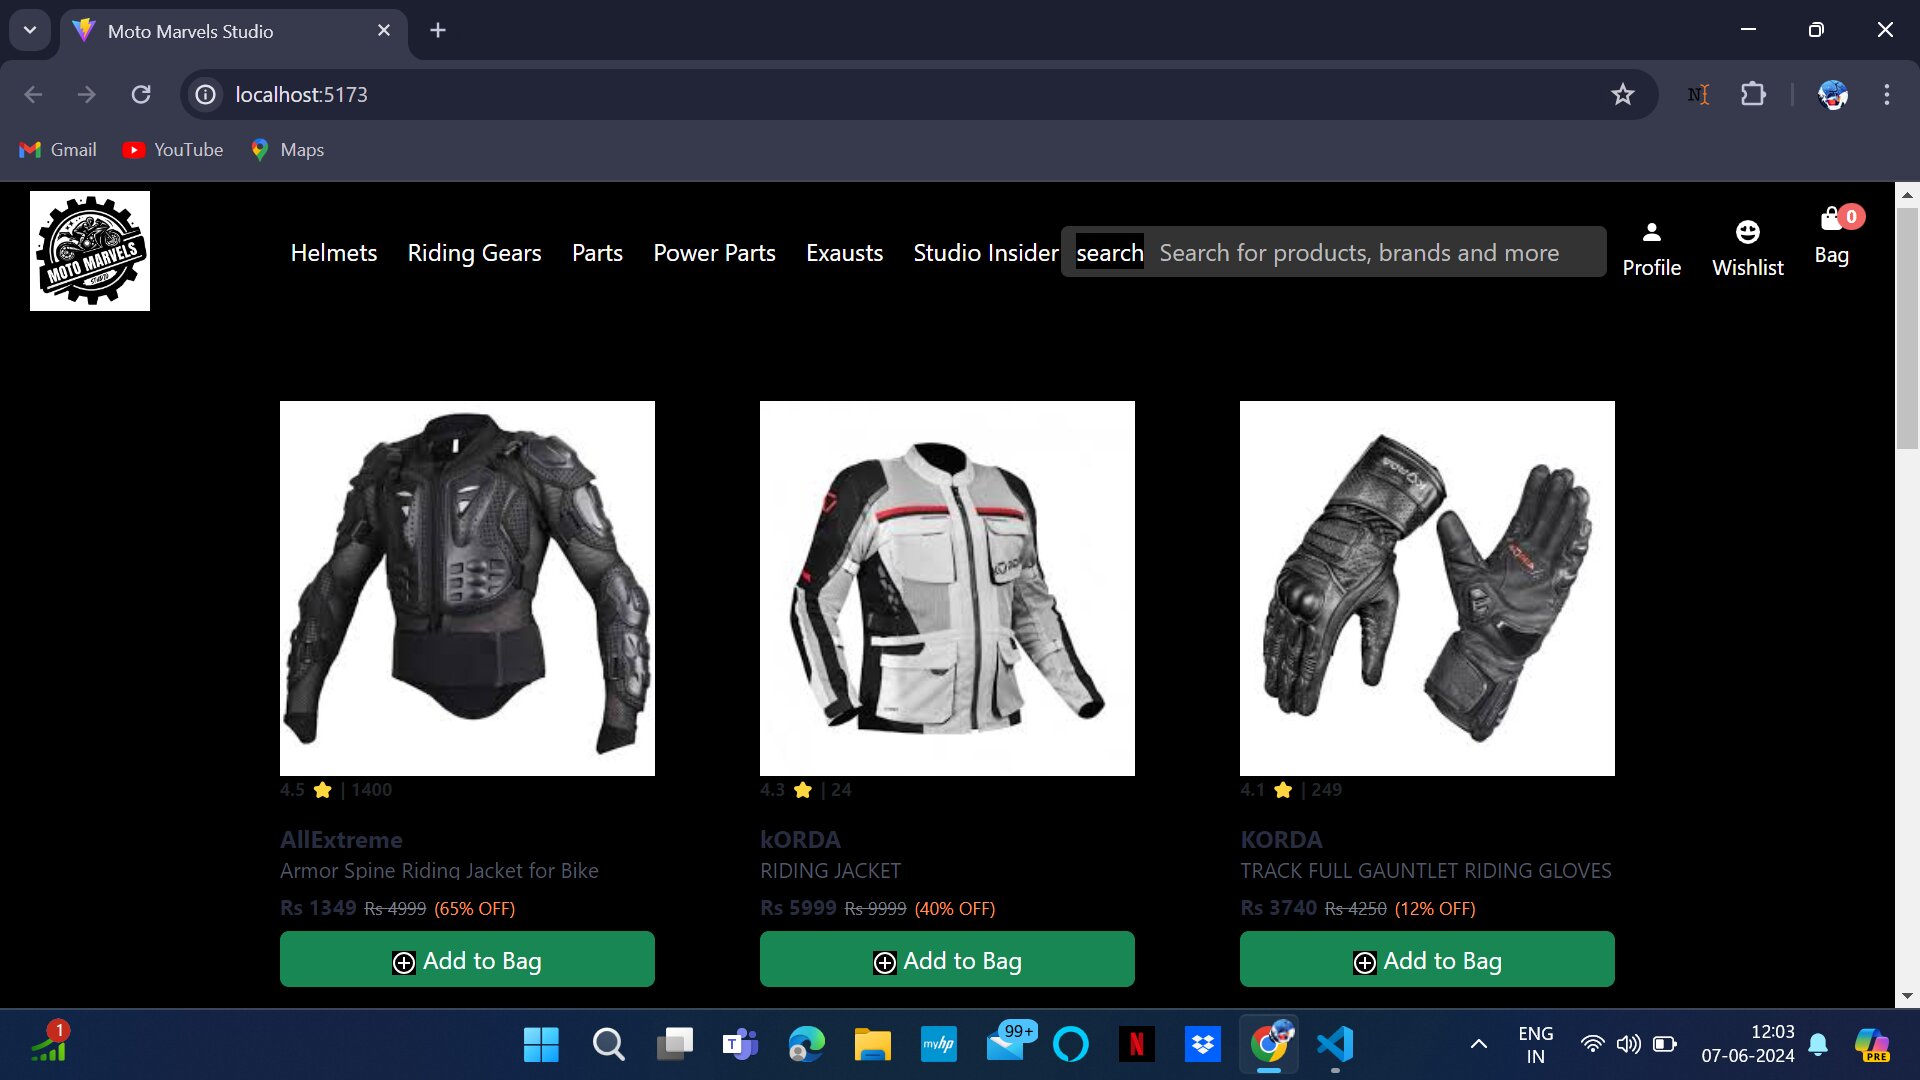 Moto Marvels Studio
localhost:5173
Gmail YouTube Maps
MOTO MARVELS
STUDIO
Helmets Riding Gears Parts Power Parts Exausts Studio Insider search Search for products, brands and more
Profile Wishlist Bag 0
KORDA
4.5 | 1400
AllExtreme
Armor Spine Riding Jacket for Bike
Rs 1349 Rs 4999 (65% OFF)
Add to Bag
4.3 | 24
kORDA
RIDING JACKET
Rs 5999 Rs 9999 (40% OFF)
Add to Bag
4.1 | 249
KORDA
TRACK FULL GAUNTLET RIDING GLOVES
Rs 3740 Rs 4250 (12% OFF)
Add to Bag
1
T
myhp
99+
N
ENG
IN
12:03
07-06-2024
PRE